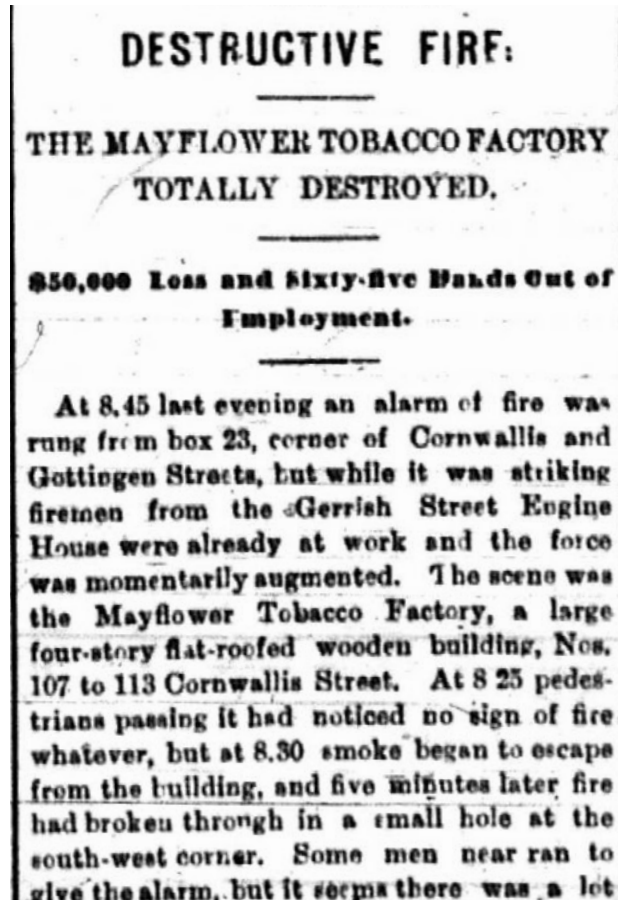 DESTRUCTIVE FIRE:
THE MAYFLOWER TOBACCO FACTORY
TOTALLY DESTROYED.
$50,000 Loss and Sixty-five Hands Out of
Employment.
At 8.45 last evening an alarm of fire was
rung from box 23, corner of Cornwallis and
Gottingen Streets, but while it was striking
firemen from the Gerrish Street Engine
House were already at work and the force
was momentarily augmented. The scene was
the Mayflower Tobacco Factory, a large
four-story flat-roofed wooden building, Nos.
107 to 113 Cornwallis Street. At 8 25 pedes-
trians passing it had noticed no sign of fire
whatever, but at 8.30 smoke began to escape
from the building, and five minutes later fire
had broken through in a small hole at the
south-west corner. Some men near ran to
give the alarm, but it seems there was a lot